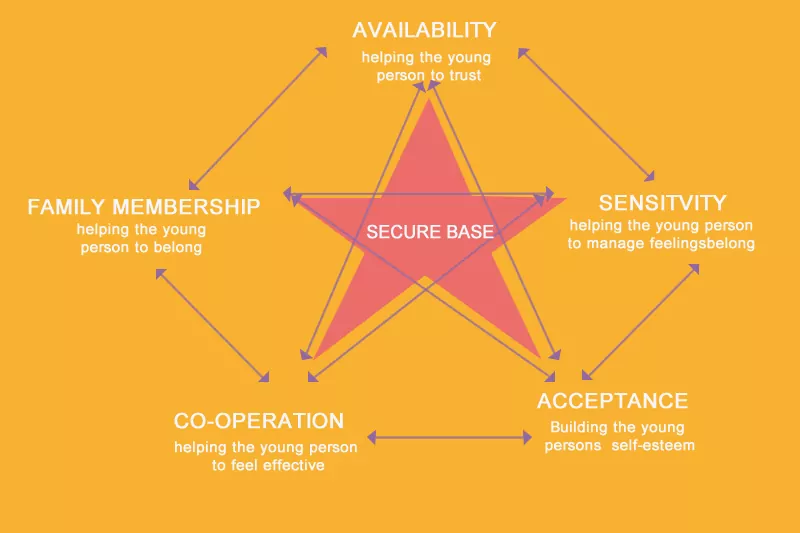 AVAILABILITY
helping the young
person to trust
FAMILY MEMBERSHIP
helping the young
person to belong
SENSITVITY
helping the young person
to manage feelingsbelong
SECURE BASE
CO-OPERATION
helping the young person
to feel effective
ACCEPTANCE
Building the young
persons self-esteem